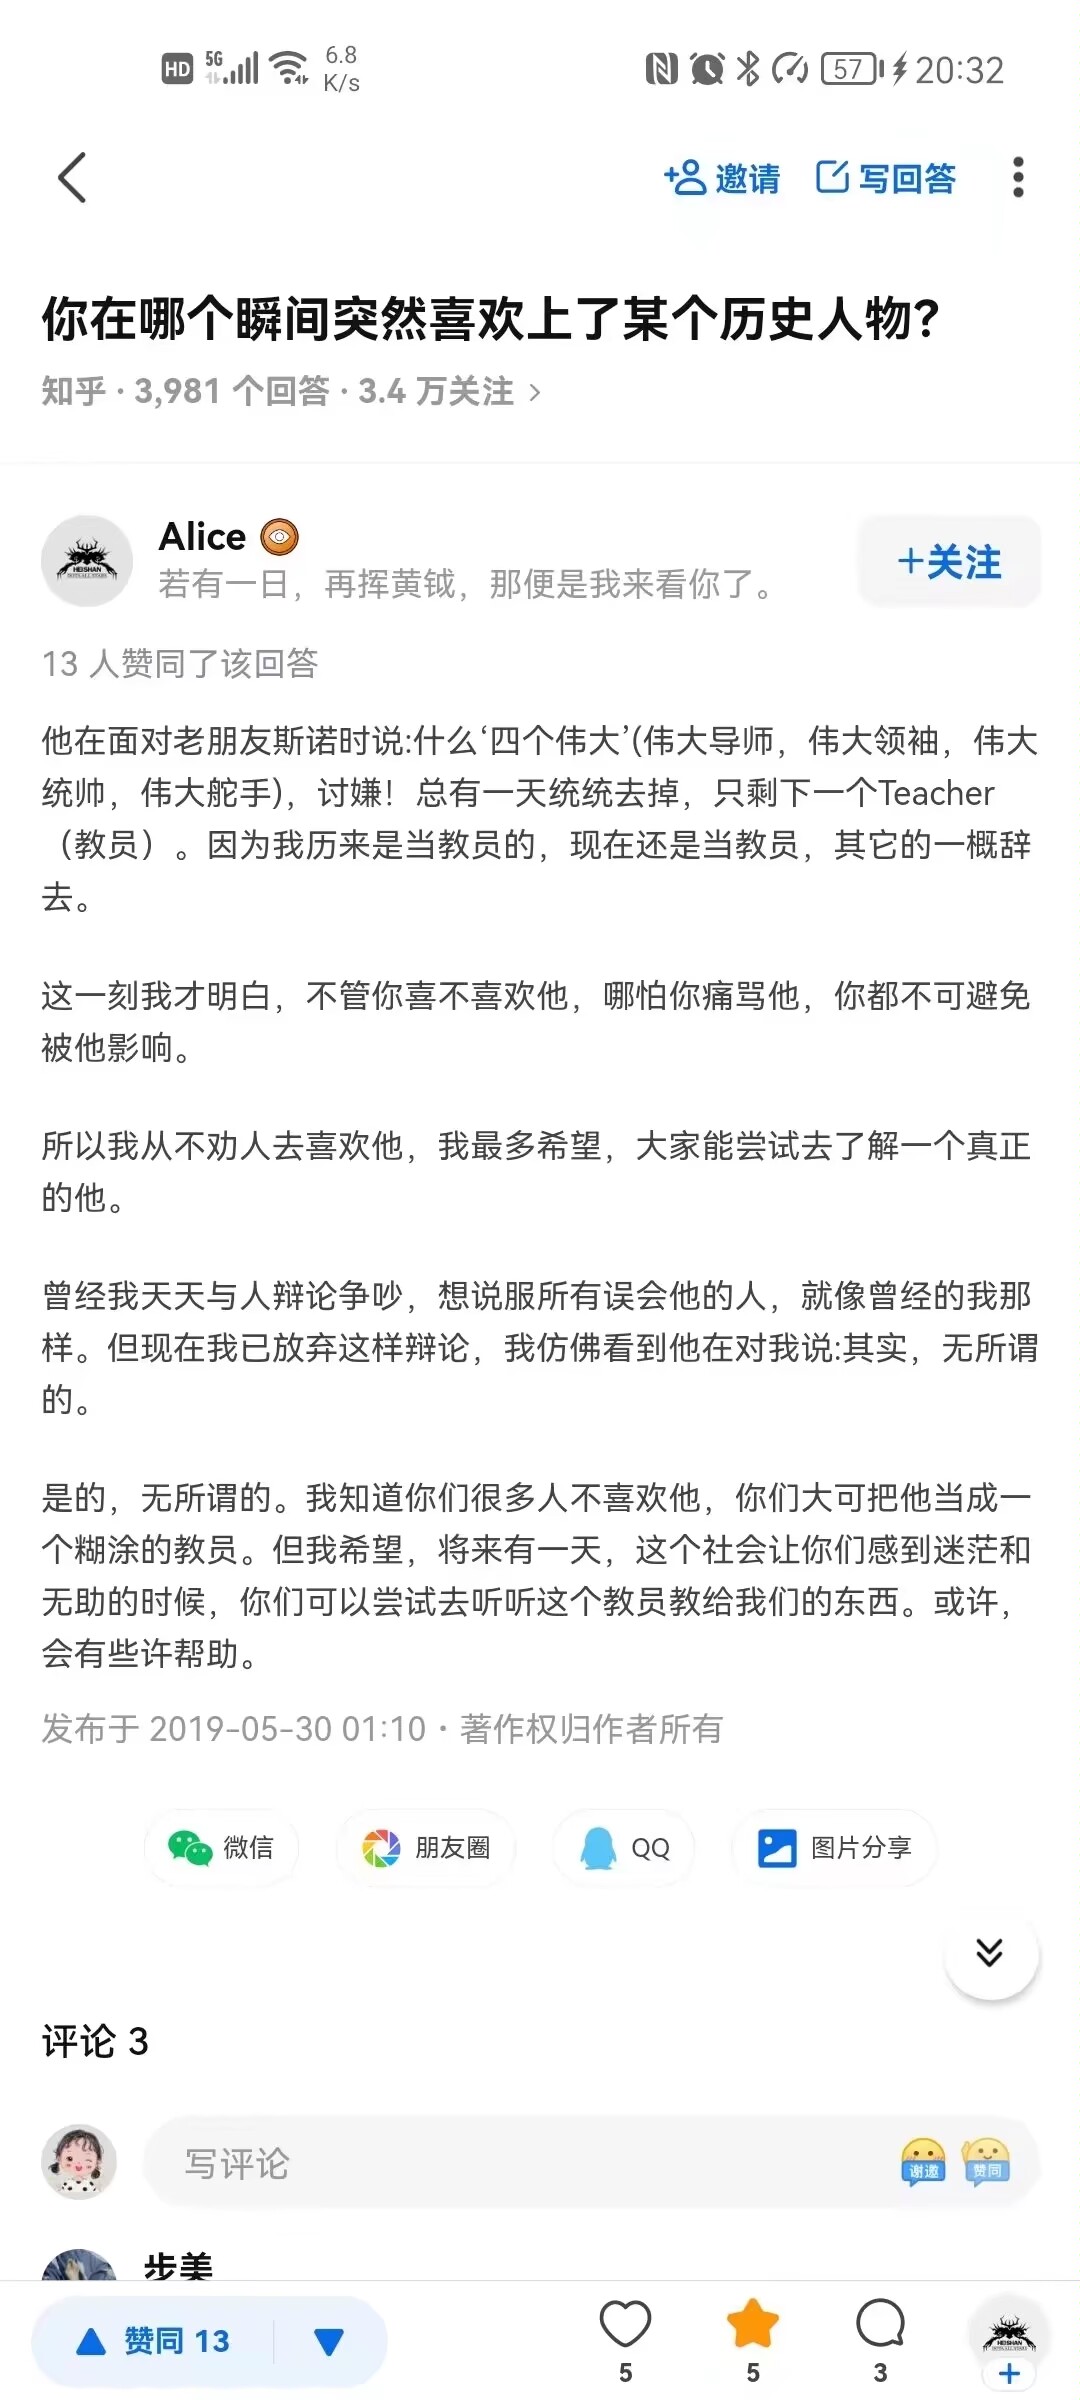 HD 5G 6.8 K/s 57 20:32
邀请 写回答
你在哪个瞬间突然喜欢上了某个历史人物?
知乎 · 3,981 个回答 · 3.4 万关注
Alice
若有一日，再挥黄钺，那便是我来看你了。
+关注
13 人赞同了该回答
他在面对老朋友斯诺时说:什么‘四个伟大’(伟大导师，伟大领袖，伟大
统帅，伟大舵手)，讨嫌！总有一天统统去掉，只剩下一个Teacher
（教员）。因为我历来是当教员的，现在还是当教员，其它的一概辞
去。
这一刻我才明白，不管你喜不喜欢他，哪怕你痛骂他，你都不可避免
被他影响。
所以我从不劝人去喜欢他，我最多希望，大家能尝试去了解一个真正
的他。
曾经我天天与人辩论争吵，想说服所有误会他的人，就像曾经的我那
样。但现在我已放弃这样辩论，我仿佛看到他在对我说:其实，无所谓
的。
是的，无所谓的。我知道你们很多人不喜欢他，你们大可把他当成一
个糊涂的教员。但我希望，将来有一天，这个社会让你们感到迷茫和
无助的时候，你们可以尝试去听听这个教员教给我们的东西。或许，
会有些许帮助。
发布于 2019-05-30 01:10 · 著作权归作者所有
微信 朋友圈 QQ 图片分享
评论 3
写评论 谢邀 赞同
步美
赞同 13
5 5 3
HEISHAN